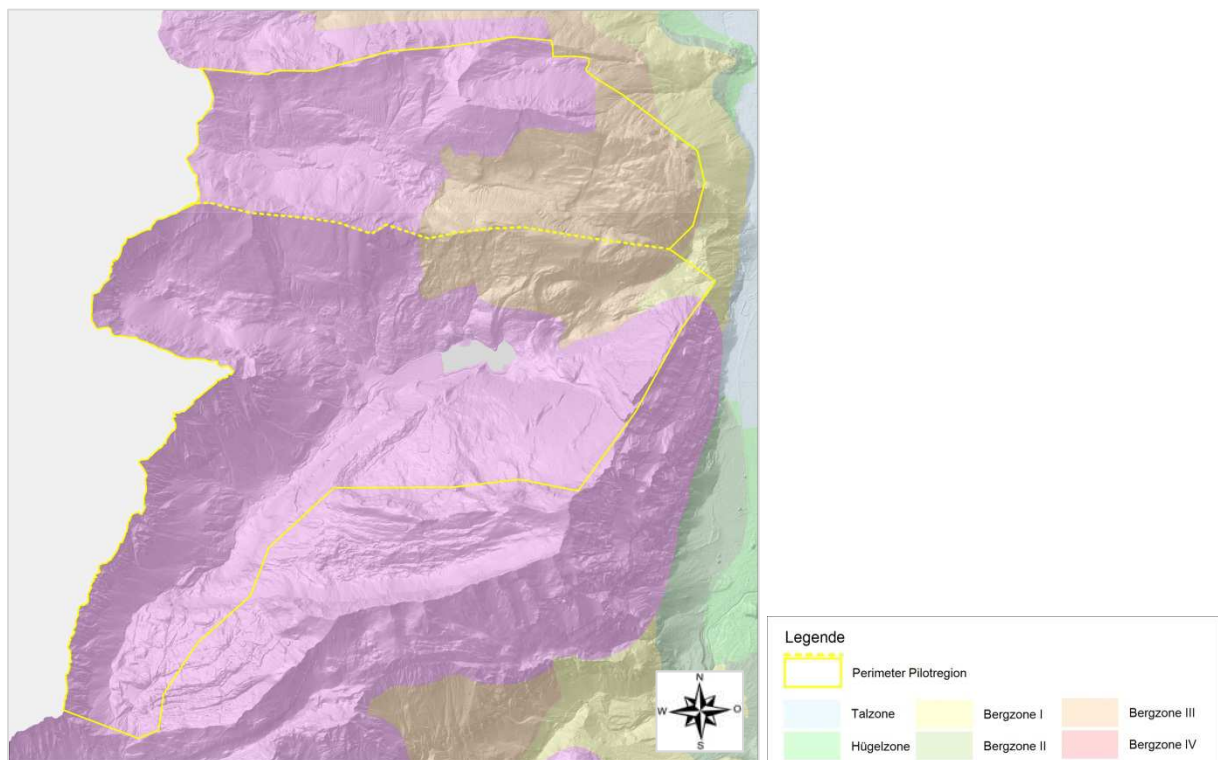 N
W O
S
Legende
Perimeter Pilotregion
Talzone Bergzone I Bergzone III
Hügelzone Bergzone II Bergzone IV